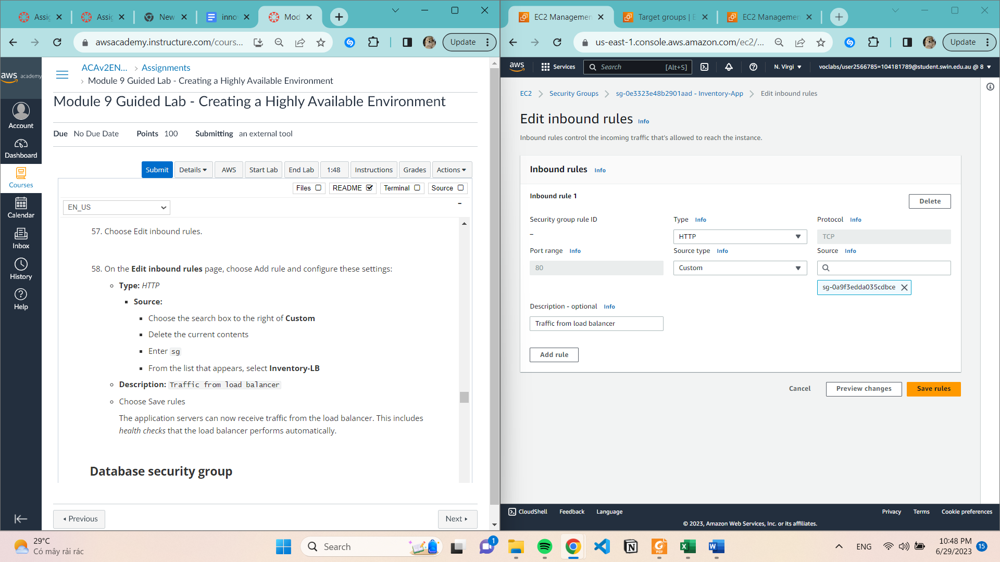 Assig
Assig
New
inno
Mod
awsacademy.instructure.com/cours...
Update
aws academy
Account
Dashboard
Courses
Calendar
Inbox
History
Help
ACAv2EN... > Assignments
> Module 9 Guided Lab - Creating a Highly Available Environment
Module 9 Guided Lab - Creating a Highly Available Environment
Due No Due Date Points 100 Submitting an external tool
Submit Details AWS Start Lab End Lab 1:48 Instructions Grades Actions
Files README Terminal Source
EN_US
57. Choose Edit inbound rules.
58. On the Edit inbound rules page, choose Add rule and configure these settings:
Type: HTTP
Source:
Choose the search box to the right of Custom
Delete the current contents
Enter sg
From the list that appears, select Inventory-LB
Description: Traffic from load balancer
Choose Save rules
The application servers can now receive traffic from the load balancer. This includes
health checks that the load balancer performs automatically.
Database security group
Previous
Next
EC2 Managemen
Target groups | E
EC2 Managemen
us-east-1.console.aws.amazon.com/ec2/...
Update
aws Services Search [Alt+S] N. Virgi voclabs/user2566785=104181789@student.swin.edu.au @ 8
EC2 > Security Groups > sg-0e3323e48b2901aad - Inventory-App > Edit inbound rules
Edit inbound rules Info
Inbound rules control the incoming traffic that's allowed to reach the instance.
Inbound rules Info
Inbound rule 1
Delete
Security group rule ID
–
Type Info
HTTP
Protocol Info
TCP
Port range Info
80
Source type Info
Custom
Source Info
sg-0a9f3edda035cdbce
Description - optional Info
Traffic from load balancer
Add rule
Cancel Preview changes Save rules
CloudShell Feedback Language
Privacy Terms Cookie preferences
© 2023, Amazon Web Services, Inc. or its affiliates.
29°C
Có mây rải rác
Search
1
ENG
10:48 PM
6/29/2023
15